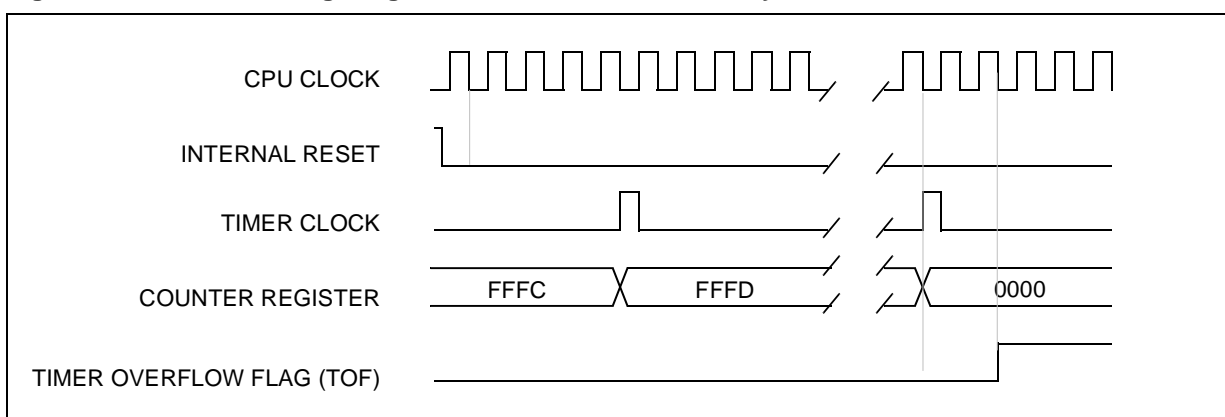 CPU CLOCK
INTERNAL RESET
TIMER CLOCK
COUNTER REGISTER
FFFC
FFFD
0000
TIMER OVERFLOW FLAG (TOF)